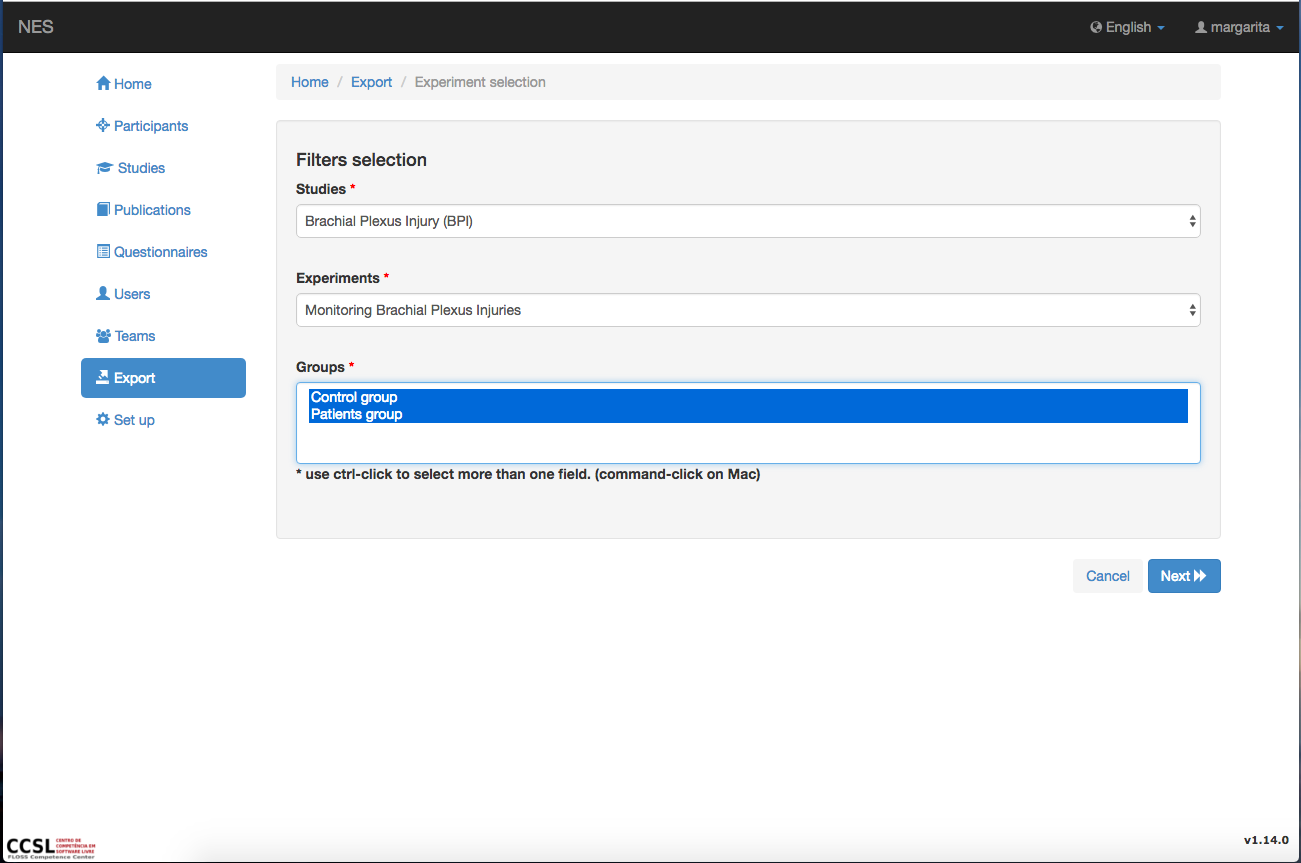 NES
English
margarita
Home
Participants
Studies
Publications
Questionnaires
Users
Teams
Export
Set up
Home / Export / Experiment selection
Filters selection
Studies *
Brachial Plexus Injury (BPI)
Experiments *
Monitoring Brachial Plexus Injuries
Groups *
Control group
Patients group
* use ctrl-click to select more than one field. (command-click on Mac)
Cancel
Next
CCSL
CENTRO DE
COMPETÊNCIA EM
SOFTWARE LIVRE
FLOSS Competence Center
v1.14.0